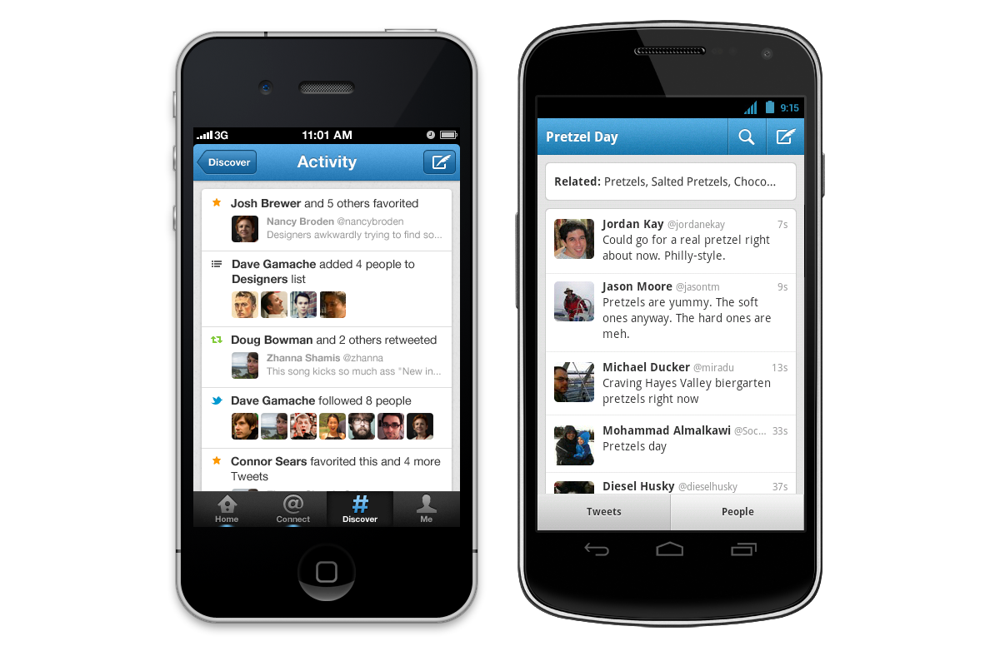 3G 11:01 AM
Discover Activity
Josh Brewer and 5 others favorited
Nancy Broden @nancybroden
Designers awkwardly trying to find so...
Dave Gamache added 4 people to
Designers list
Doug Bowman and 2 others retweeted
Zhanna Shamis @zhanna
This song kicks so much ass "New in...
Dave Gamache followed 8 people
Connor Sears favorited this and 4 more
Tweets
Home @ Connect # Discover Me
9:15
Pretzel Day
Related: Pretzels, Salted Pretzels, Choco...
Jordan Kay @jordanekay 7s
Could go for a real pretzel right
about now. Philly-style.
Jason Moore @jasontm 9s
Pretzels are yummy. The soft
ones anyway. The hard ones are
meh.
Michael Ducker @miradu 13s
Craving Hayes Valley biergarten
pretzels right now
Mohammad Almalkawi @Soc... 33s
Pretzels day
Diesel Husky @dieselhusky 37s
Tweets People